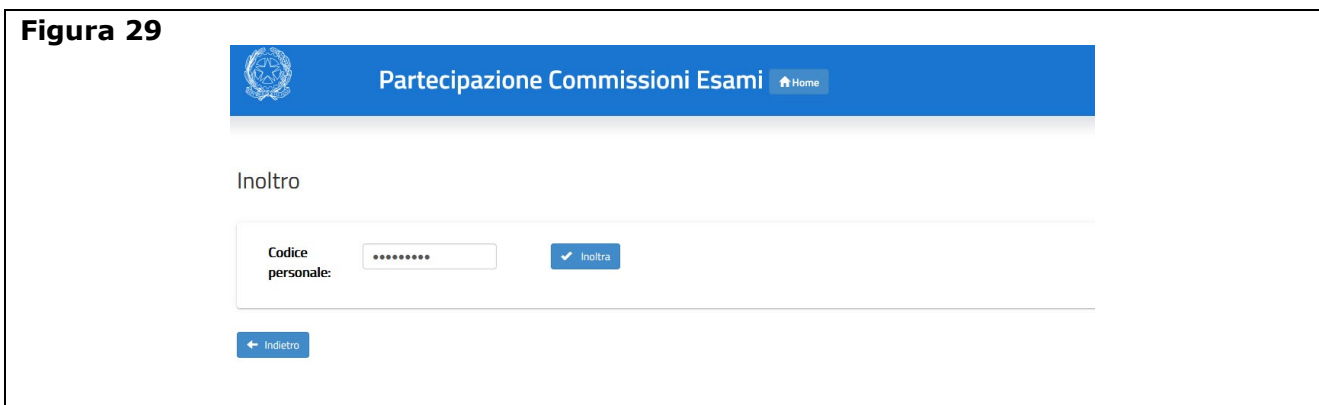 Figura 29
Partecipazione Commissioni Esami Home
Inoltro
Codice
personale:
•••••••••
Inoltra
Indietro